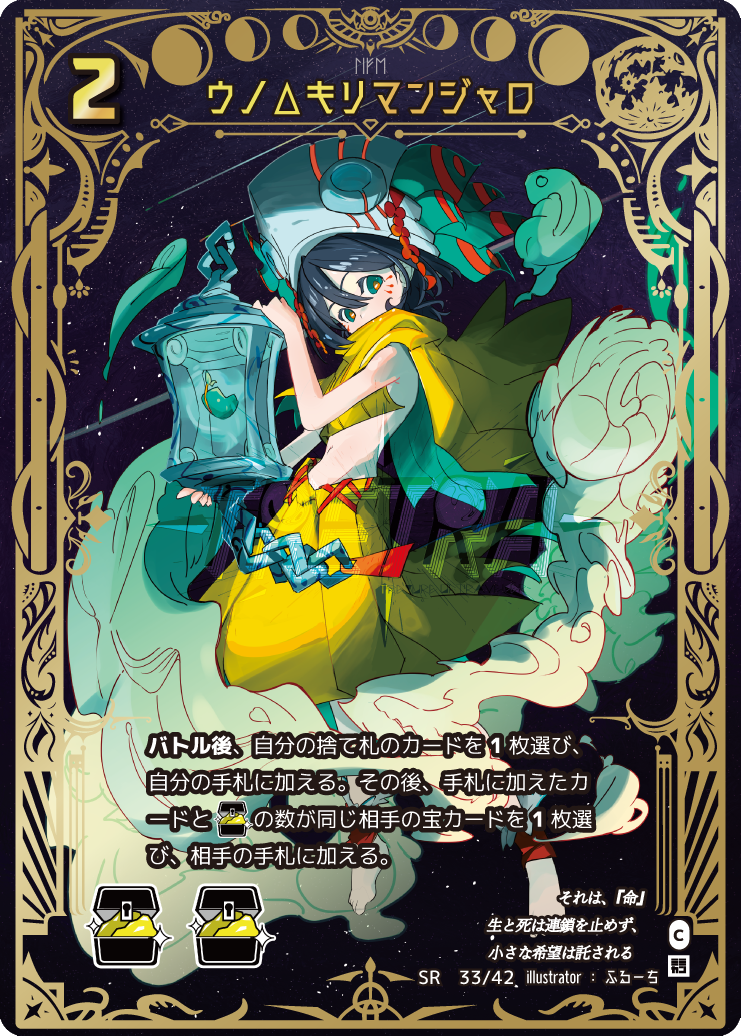 2
ᚢᛁᚠᛖ
ウノ△キリマンジャロ
バトル後、自分の捨て札のカードを1枚選び、
自分の手札に加える。その後、手札に加えたカ
ードと の数が同じ相手の宝カードを1枚選
び、相手の手札に加える。
それは、『命』
生と死は連鎖を止めず、
小さな希望は託される
C
SR 33/42 illustrator : ふるーち